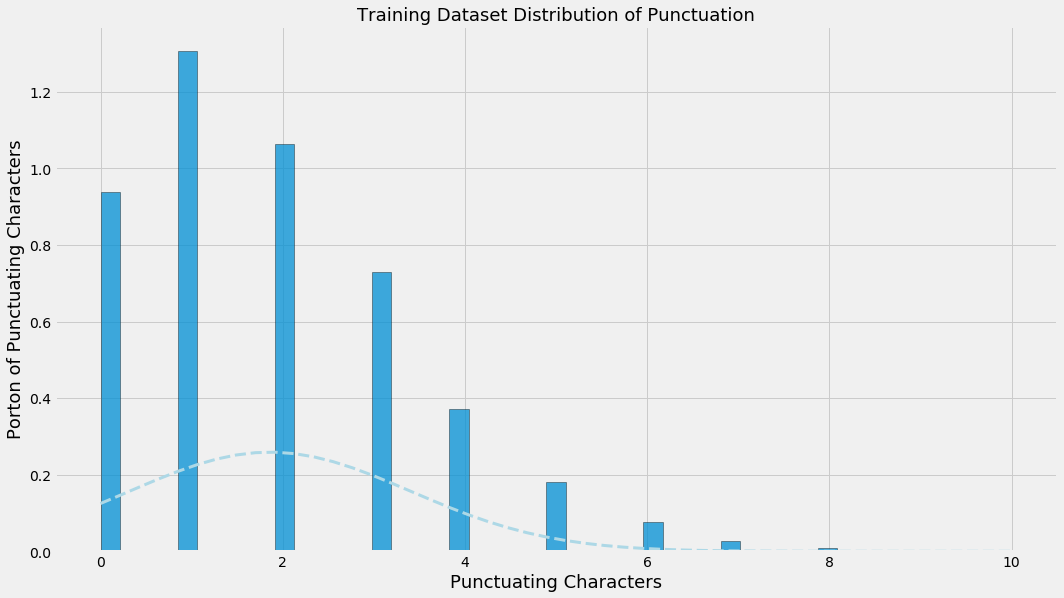 Training Dataset Distribution of Punctuation
Porton of Punctuating Characters
1.2
1.0
0.8
0.6
0.4
0.2
0.0
0 2 4 6 8 10
Punctuating Characters